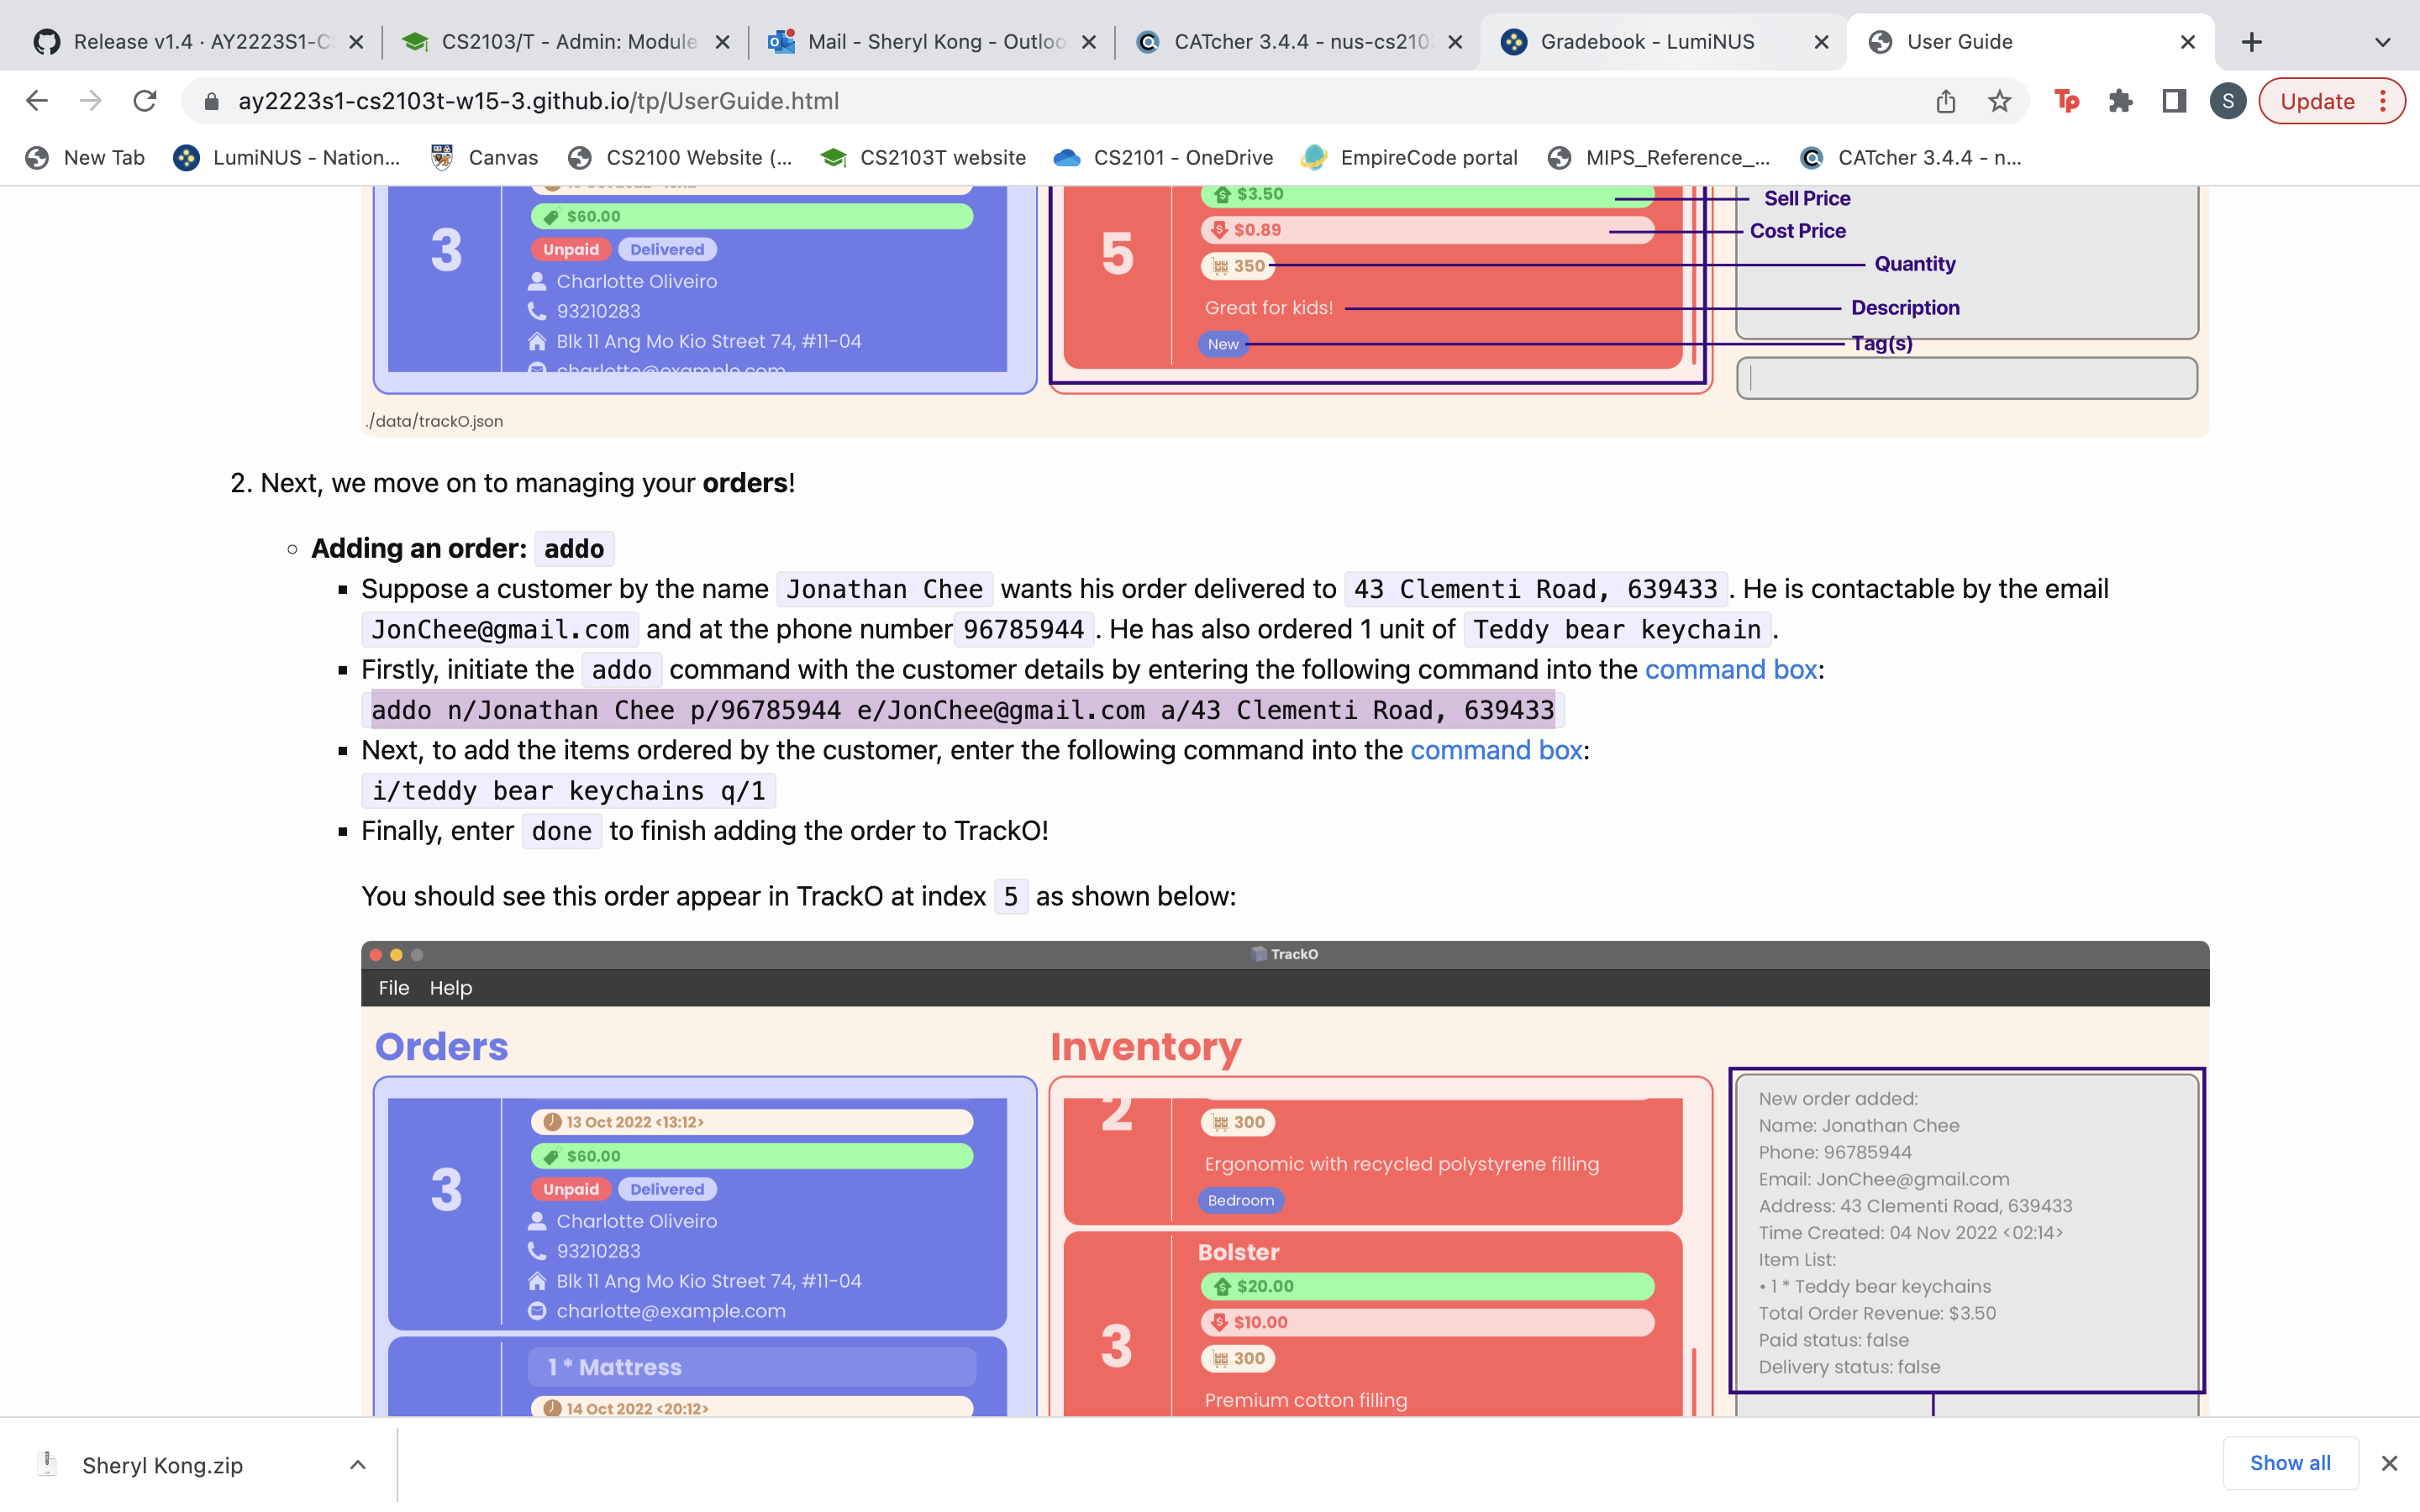 Release v1.4 · AY2223S1-C
CS2103/T - Admin: Module
Mail - Sheryl Kong - Outloo
CATcher 3.4.4 - nus-cs210
Gradebook - LumiNUS
User Guide
ay2223s1-cs2103t-w15-3.github.io/tp/UserGuide.html
Tp
S
Update
New Tab
LumiNUS - Nation...
Canvas
CS2100 Website (...
CS2103T website
CS2101 - OneDrive
EmpireCode portal
MIPS_Reference_...
CATcher 3.4.4 - n...
3
$60.00
Unpaid Delivered
Charlotte Oliveiro
93210283
Blk 11 Ang Mo Kio Street 74, #11-04
charlotte@example.com
5
$3.50
$0.89
350
Great for kids!
New
Sell Price
Cost Price
Quantity
Description
Tag(s)
./data/trackO.json
2. Next, we move on to managing your orders!
Adding an order: addo
Suppose a customer by the name Jonathan Chee wants his order delivered to 43 Clementi Road, 639433. He is contactable by the email
JonChee@gmail.com and at the phone number 96785944. He has also ordered 1 unit of Teddy bear keychain.
Firstly, initiate the addo command with the customer details by entering the following command into the command box:
addo n/Jonathan Chee p/96785944 e/JonChee@gmail.com a/43 Clementi Road, 639433
Next, to add the items ordered by the customer, enter the following command into the command box:
i/teddy bear keychains q/1
Finally, enter done to finish adding the order to TrackO!
You should see this order appear in TrackO at index 5 as shown below:
TrackO
File Help
Orders
3
13 Oct 2022 <13:12>
$60.00
Unpaid Delivered
Charlotte Oliveiro
93210283
Blk 11 Ang Mo Kio Street 74, #11-04
charlotte@example.com
1 * Mattress
14 Oct 2022 <20:12>
Inventory
2
300
Ergonomic with recycled polystyrene filling
Bedroom
Bolster
3
$20.00
$10.00
300
Premium cotton filling
New order added:
Name: Jonathan Chee
Phone: 96785944
Email: JonChee@gmail.com
Address: 43 Clementi Road, 639433
Time Created: 04 Nov 2022 <02:14>
Item List:
• 1 * Teddy bear keychains
Total Order Revenue: $3.50
Paid status: false
Delivery status: false
Sheryl Kong.zip
Show all